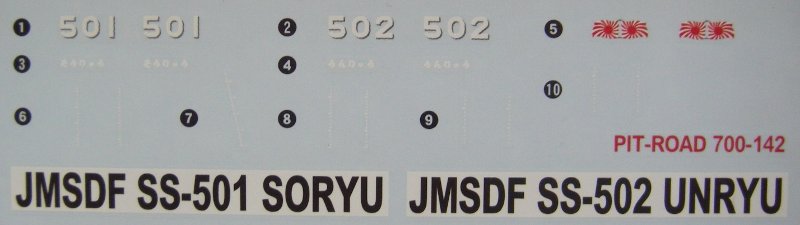 1 501 501 2 502 502 5
3 4
6 7 8 9 10
PIT-ROAD 700-142
JMSDF SS-501 SORYU JMSDF SS-502 UNRYU